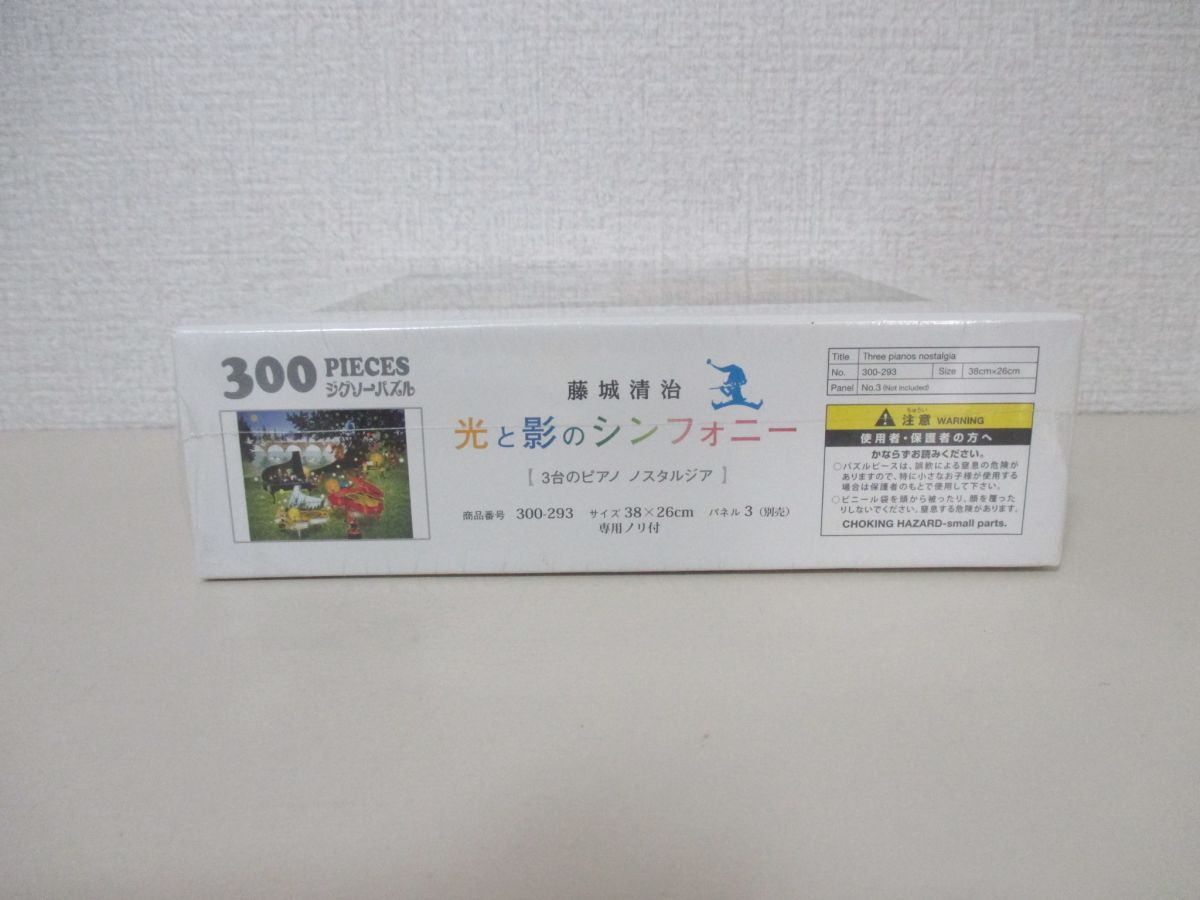 300 PIECES
ジグソーパズル
藤城清治
光と影のシンフォニー
[ 3台のピアノ ノスタルジア ]
商品番号 300-293 サイズ 38×26cm パネル 3 (別売)
専用ノリ付
Title Three pianos nostalgia
No. 300-293 Size 38cm×26cm
Panel No.3 (Not included)
ちゅうい
注意 WARNING
使用者・保護者の方へ
かならずお読みください。
○パズルピースは、誤飲による窒息の危険が
ありますので、特に小さなお子様が使用する
場合は保護者のもとで使用して下さい。
○ビニール袋を頭から被ったり、顔を覆った
りしないでください。窒息する危険があります。
CHOKING HAZARD-small parts.